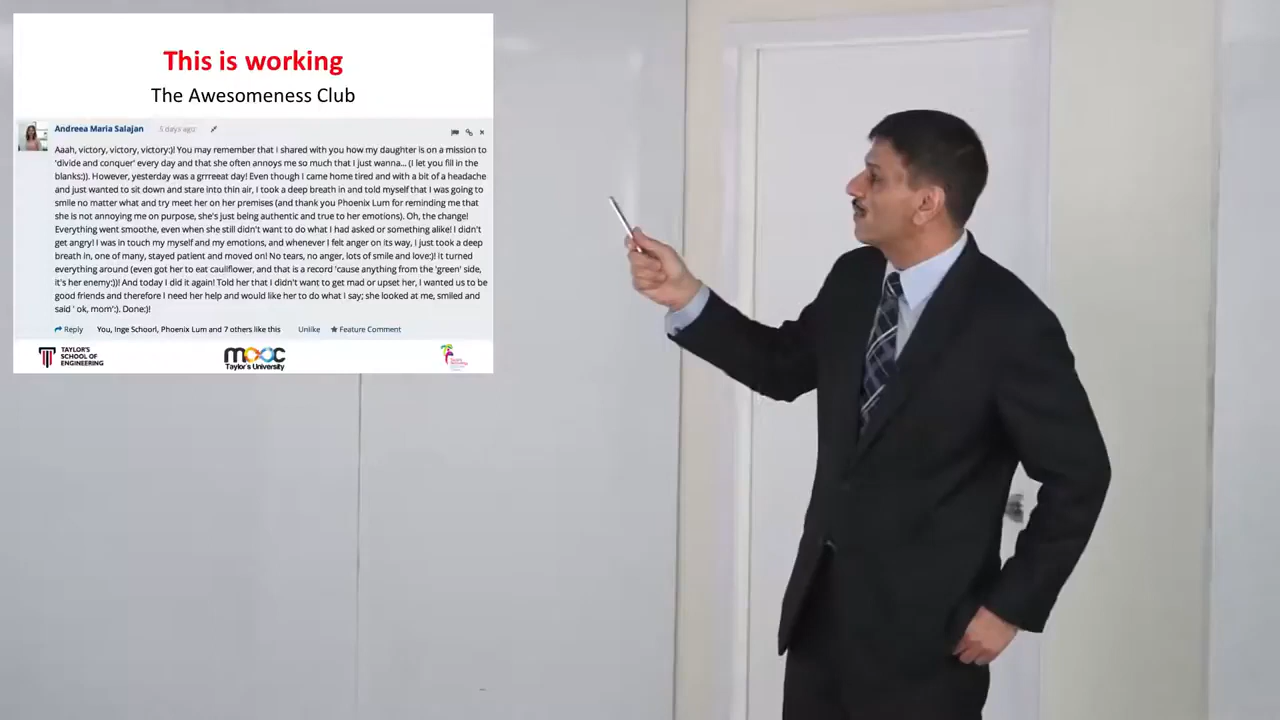 This is working
The Awesomeness Club
Andreea Maria Salajan 5 days ago
Aaah, victory, victory, victory:)! You may remember that I shared with you how my daughter is on a mission to
'divide and conquer' every day and that she often annoys me so much that I just wanna... (I let you fill in the
blanks:)). However, yesterday was a grrreeat day! Even though I came home tired and with a bit of a headache
and just wanted to sit down and stare into thin air, I took a deep breath in and told myself that I was going to
smile no matter what and try meet her on her premises (and thank you Phoenix Lum for reminding me that
she is not annoying me on purpose, she's just being authentic and true to her emotions). Oh, the change!
Everything went smoothe, even when she still didn't want to do what I had asked or something alike! I didn't
get angry! I was in touch my myself and my emotions, and whenever I felt anger on its way, I just took a deep
breath in, one of many, stayed patient and moved on! No tears, no anger, lots of smile and love:)! It turned
everything around (even got her to eat cauliflower, and that is a record 'cause anything from the 'green' side,
it's her enemy:))! And today I did it again! Told her that I didn't want to get mad or upset her, I wanted us to be
good friends and therefore I need her help and would like her to do what I say; she looked at me, smiled and
said ' ok, mom':). Done:)!
Reply You, Inge Schoorl, Phoenix Lum and 7 others like this Unlike Feature Comment
TAYLOR'S
SCHOOL OF
ENGINEERING
mooc
Taylor's University